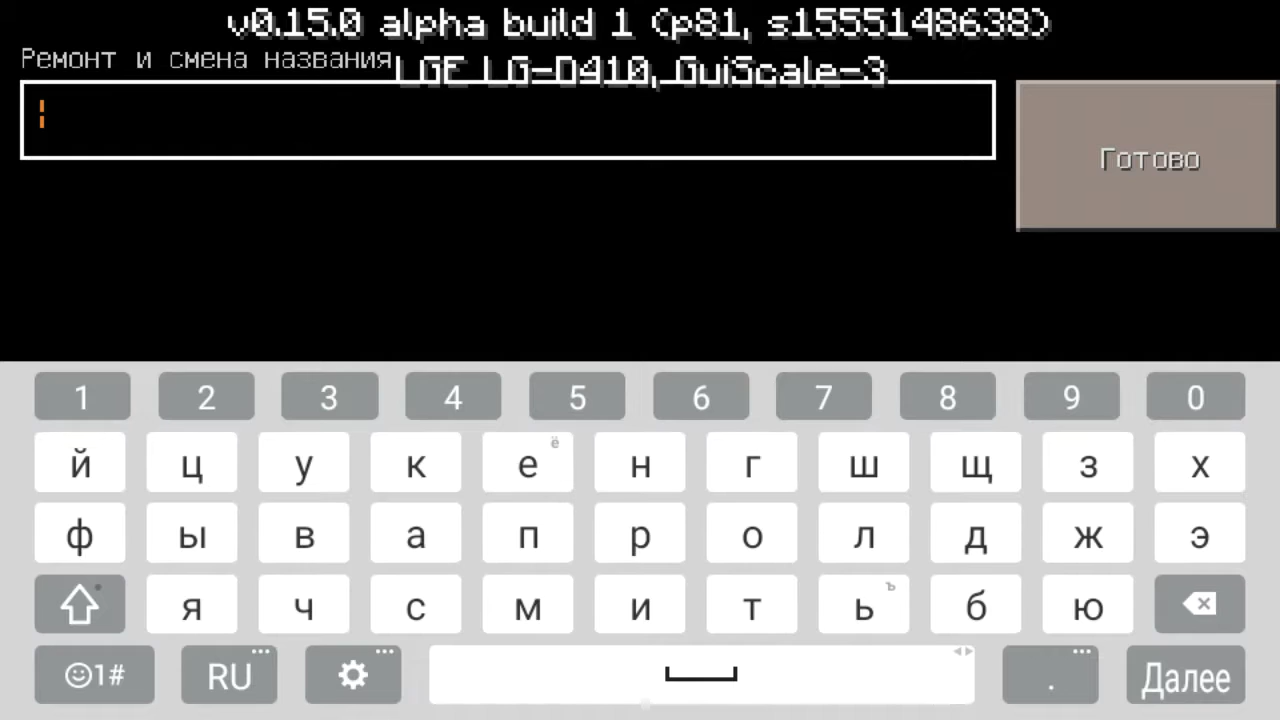 v0.15.0 alpha build 1 (p81, s1555148638)
Ремонт и смена названия
LGE LG-D410, GuiScale-3
Готово
1 2 3 4 5 6 7 8 9 0
й ц у к е ё н г ш щ з х
ф ы в а п р о л д ж э
я ч с м и т ь ъ б ю
1# RU . Далее